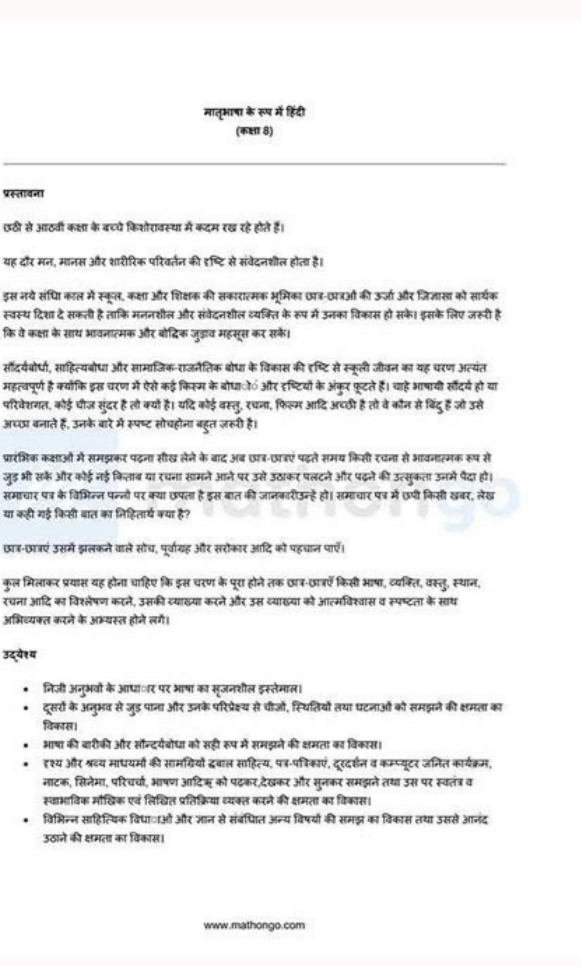 मातृभाषा के रूप में हिंदी
(कक्षा 8)
प्रस्तावना
छठी से आठवीं कक्षा के बच्चे किशोरावस्था में कदम रख रहे होते हैं।
यह दौर मन, मानस और शारीरिक परिवर्तन की दृष्टि से संवेदनशील होता है।
इस नये संधिा काल में स्कूल, कक्षा और शिक्षक की सकारात्मक भूमिका छात्र-छात्राओं की ऊर्जा और जिज्ञासा को सार्थक
स्वस्थ दिशा दे सकती है ताकि मननशील और संवेदनशील व्यक्ति के रूप में उनका विकास हो सके। इसके लिए जरूरी है
कि वे कक्षा के साथ भावनात्मक और बौद्धिक जुड़ाव महसूस कर सकें।
सौंदर्यबोधा, साहित्यबोधा और सामाजिक-राजनैतिक बोधा के विकास की दृष्टि से स्कूली जीवन का यह चरण अत्यंत
महत्वपूर्ण है क्योंकि इस चरण में ऐसे कई किस्म के बोधाों और दृष्टियों के अंकुर फूटते हैं। चाहे भाषायी सौंदर्य हो या
परिवेशगत, कोई चीज सुंदर है तो क्यों है। यदि कोई वस्तु, रचना, फिल्म आदि अच्छी है तो वे कौन से बिंदु हैं जो उसे
अच्छा बनाते हैं, उनके बारे में स्पष्ट सोचहोना बहुत जरूरी है।
प्रारंभिक कक्षाओं में समझकर पढ़ना सीख लेने के बाद अब छात्र-छात्राएं पढ़ते समय किसी रचना से भावनात्मक रूप से
जुड़ भी सकें और कोई नई किताब या रचना सामने आने पर उसे उठाकर पलटने और पढ़ने की उत्सुकता उनमें पैदा हो।
समाचार पत्र के विभिन्न पन्नों पर क्या छपता है इस बात की जानकारीउन्हें हो। समाचार पत्र में छपी किसी खबर, लेख
या कही गई किसी बात का निहितार्थ क्या है?
mathongo
छात्र-छात्राएं उसमें झलकने वाले सोच, पूर्वाग्रह और सरोकार आदि को पहचान पाएँ।
कुल मिलाकर प्रयास यह होना चाहिए कि इस चरण के पूरा होने तक छात्र-छात्राएँ किसी भाषा, व्यक्ति, वस्तु, स्थान,
रचना आदि का विश्लेषण करने, उसकी व्याख्या करने और उस व्याख्या को आत्मविश्वास व स्पष्टता के साथ
अभिव्यक्त करने के अभ्यस्त होने लगें।
उद्येश्य
• निजी अनुभवों के आधाार पर भाषा का सृजनशील इस्तेमाल।
• दूसरों के अनुभव से जुड़ पाना और उनके परिप्रेक्ष्य से चीजों, स्थितियों तथा घटनाओं को समझने की क्षमता का
विकास।
• भाषा की बारीकी और सौन्दर्यबोधा को सही रूप में समझने की क्षमता का विकास।
• दृश्य और श्रव्य माध्यमों की सामग्रियों द्बाल साहित्य, पत्र-पत्रिकाएं, दूरदर्शन व कम्प्यूटर जनित कार्यक्रम,
नाटक, सिनेमा, परिचर्चा, भाषण आदिऋ को पढ़कर,देखकर और सुनकर समझने तथा उस पर स्वतंत्र व
स्वाभाविक मौखिक एवं लिखित प्रतिक्रिया व्यक्त करने की क्षमता का विकास।
• विभिन्न साहित्यिक विधााओं और ज्ञान से संबंधिात अन्य विषयों की समझ का विकास तथा उससे आनंद
उठाने की क्षमता का विकास।
www.mathongo.com